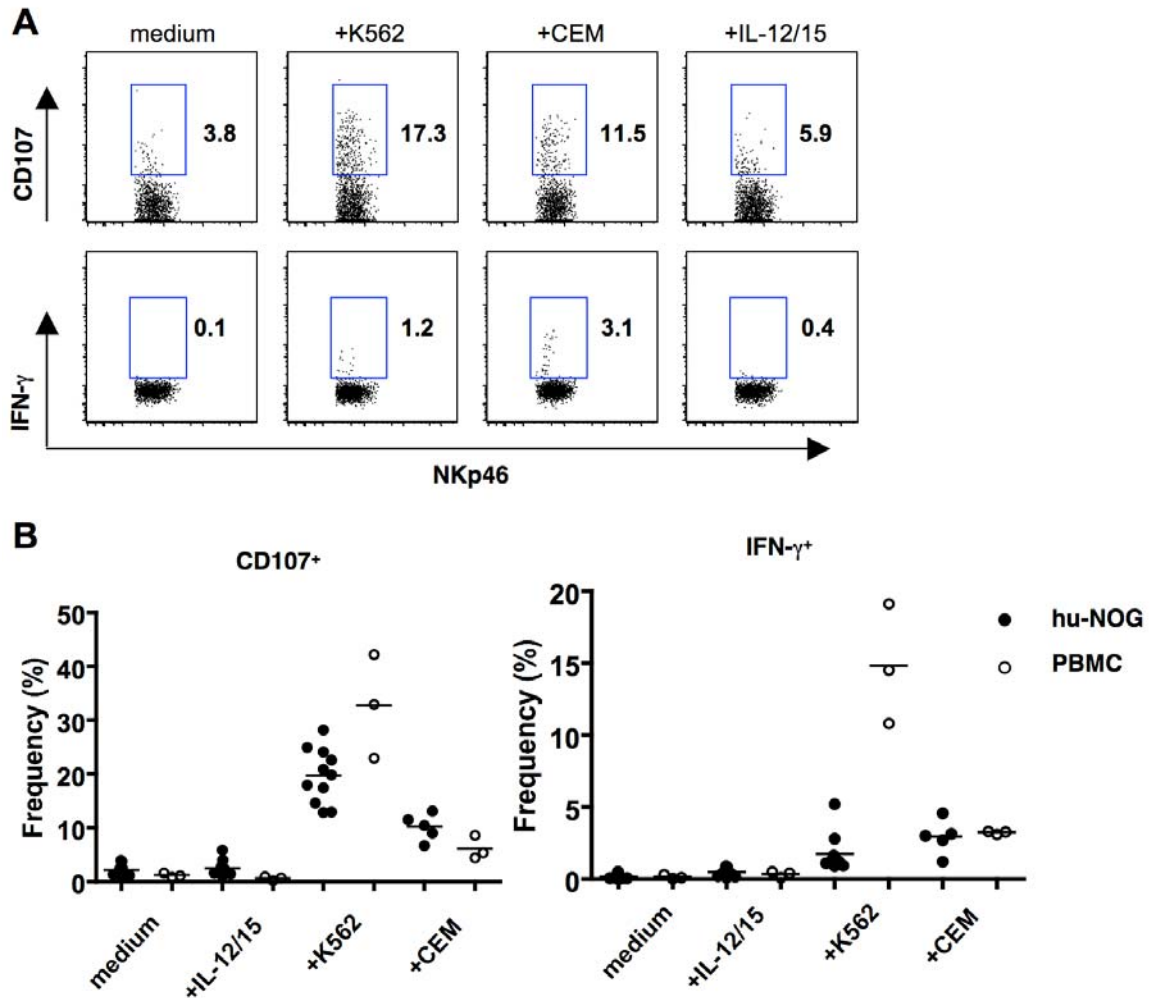 A
medium +K562 +CEM +IL-12/15
CD107
3.8 17.3 11.5 5.9
IFN-γ
0.1 1.2 3.1 0.4
NKp46
B
CD107+
Frequency (%)
50
40
30
20
10
0
medium +IL-12/15 +K562 +CEM
IFN-γ+
Frequency (%)
20
15
10
5
0
medium +IL-12/15 +K562 +CEM
hu-NOG
PBMC